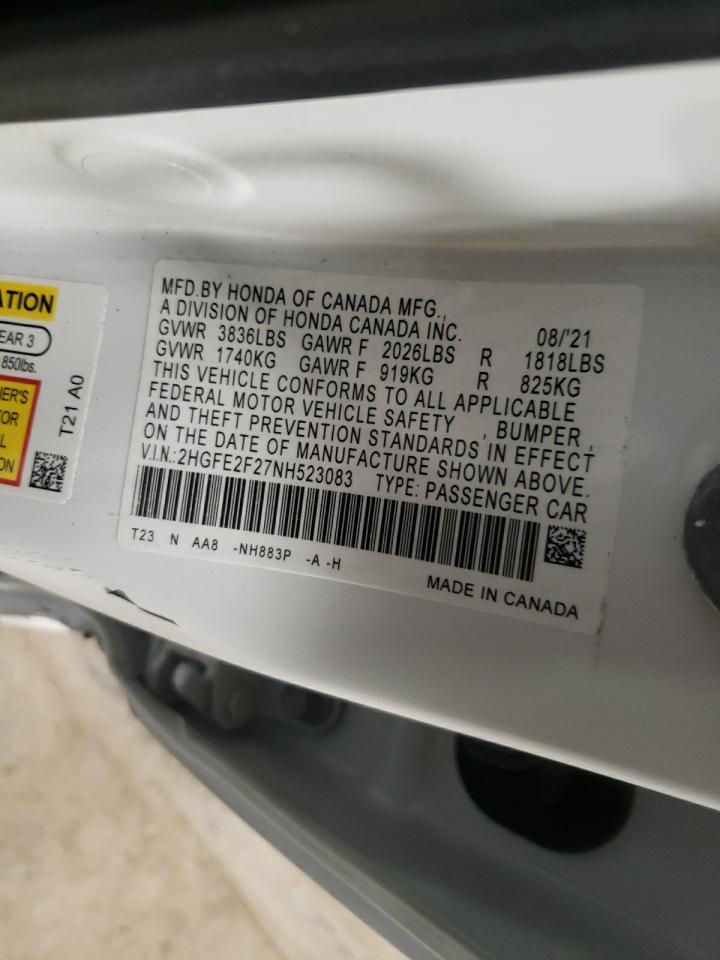 ATION
EAR 3
850lbs.
T21 A0
MFD.BY HONDA OF CANADA MFG.,
A DIVISION OF HONDA CANADA INC. 08/'21
GVWR 3836LBS GAWR F 2026LBS R 1818LBS
GVWR 1740KG GAWR F 919KG R 825KG
THIS VEHICLE CONFORMS TO ALL APPLICABLE
FEDERAL MOTOR VEHICLE SAFETY , BUMPER ,
AND THEFT PREVENTION STANDARDS IN EFFECT
ON THE DATE OF MANUFACTURE SHOWN ABOVE.
V.I.N.:2HGFE2F27NH523083 TYPE: PASSENGER CAR
T23 N AA8 -NH883P -A -H
MADE IN CANADA